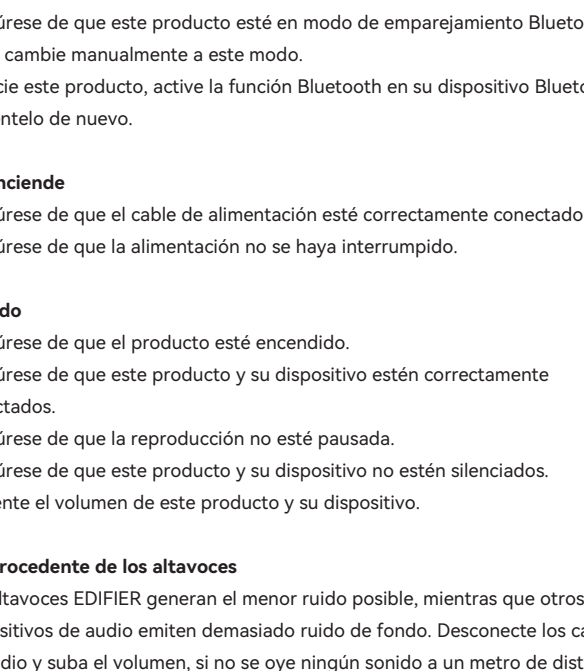 úrese de que este producto esté en modo de emparejamiento Blueto
cambie manualmente a este modo.
cie este producto, active la función Bluetooth en su dispositivo Blueto
ntelo de nuevo.
nciende
úrese de que el cable de alimentación esté correctamente conectado
úrese de que la alimentación no se haya interrumpido.
do
úrese de que el producto esté encendido.
úrese de que este producto y su dispositivo estén correctamente
ctados.
úrese de que la reproducción no esté pausada.
úrese de que este producto y su dispositivo no estén silenciados.
ente el volumen de este producto y su dispositivo.
rocedente de los altavoces
ltavoces EDIFIER generan el menor ruido posible, mientras que otros
sitivos de audio emiten demasiado ruido de fondo. Desconecte los ca
dio y suba el volumen, si no se oye ningún sonido a un metro de dist